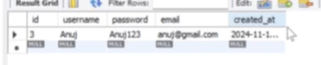 Result Grid Filter Rows: Edit:
id username password email created_at
3 Anuj Anuj123 anuj@gmail.com 2024-11-1...
NULL NULL NULL NULL NULL